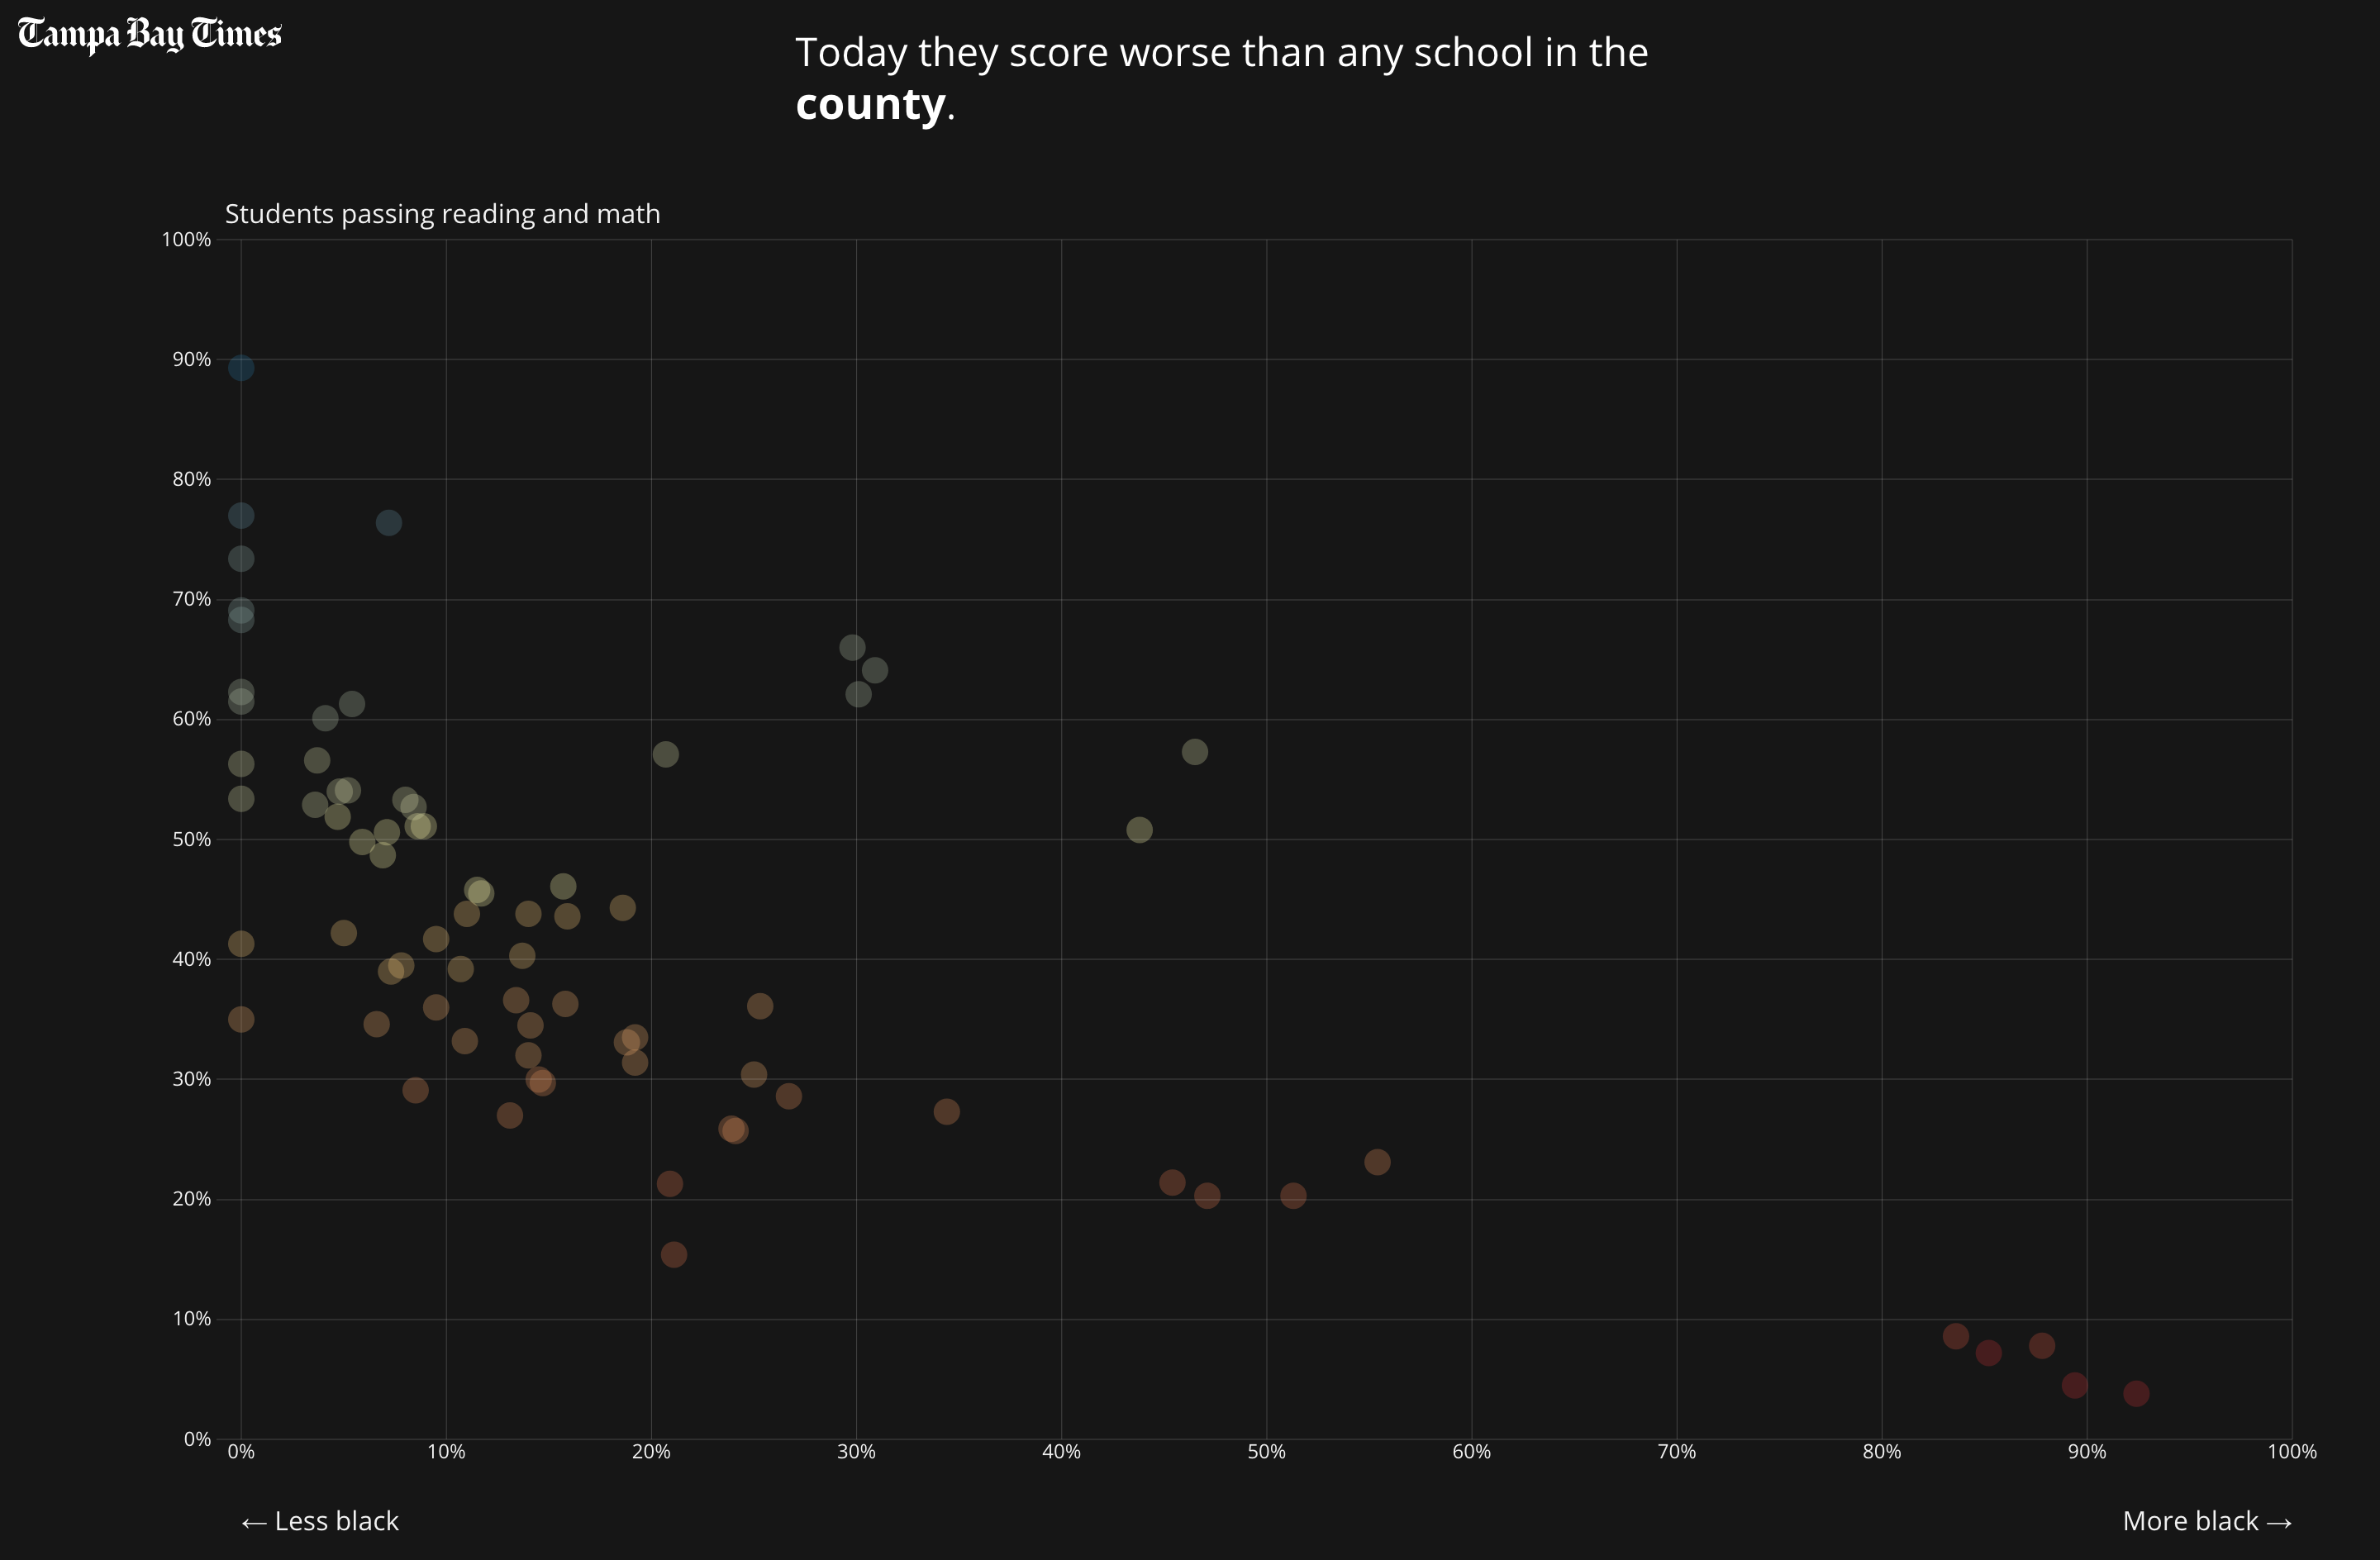 Tampa Bay Times
Today they score worse than any school in the
county.
Students passing reading and math
100%
90%
80%
70%
60%
50%
40%
30%
20%
10%
0%
0% 10% 20% 30% 40% 50% 60% 70% 80% 90% 100%
← Less black More black →